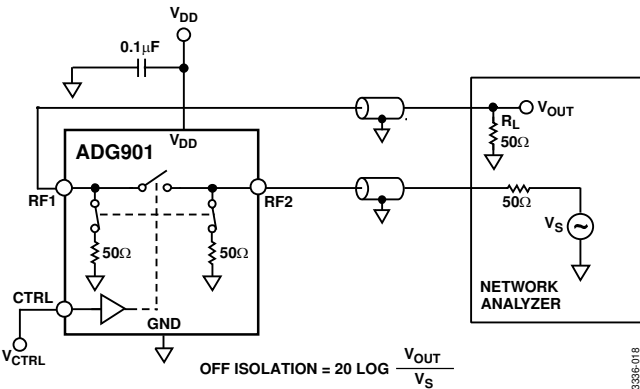 VDD
0.1µF
VDD
ADG901
RF1
RF2
50Ω
50Ω
CTRL
GND
VCTRL
VOUT
RL
50Ω
50Ω
VS
~
NETWORK
ANALYZER
OFF ISOLATION = 20 LOG VOUT
VS
3336-018